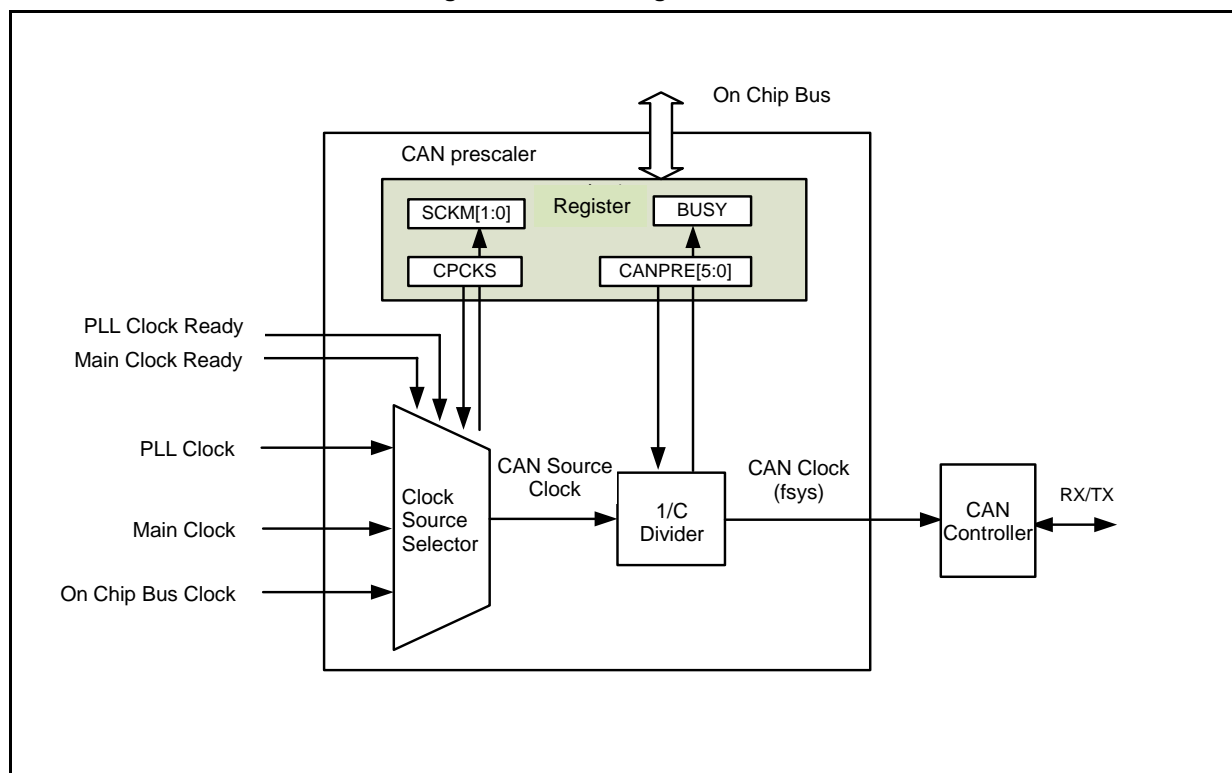 On Chip Bus
CAN prescaler
SCKM[1:0]
Register
BUSY
CPCKS
CANPRE[5:0]
PLL Clock Ready
Main Clock Ready
PLL Clock
Main Clock
On Chip Bus Clock
Clock
Source
Selector
CAN Source
Clock
1/C
Divider
CAN Clock
(fsys)
CAN
Controller
RX/TX